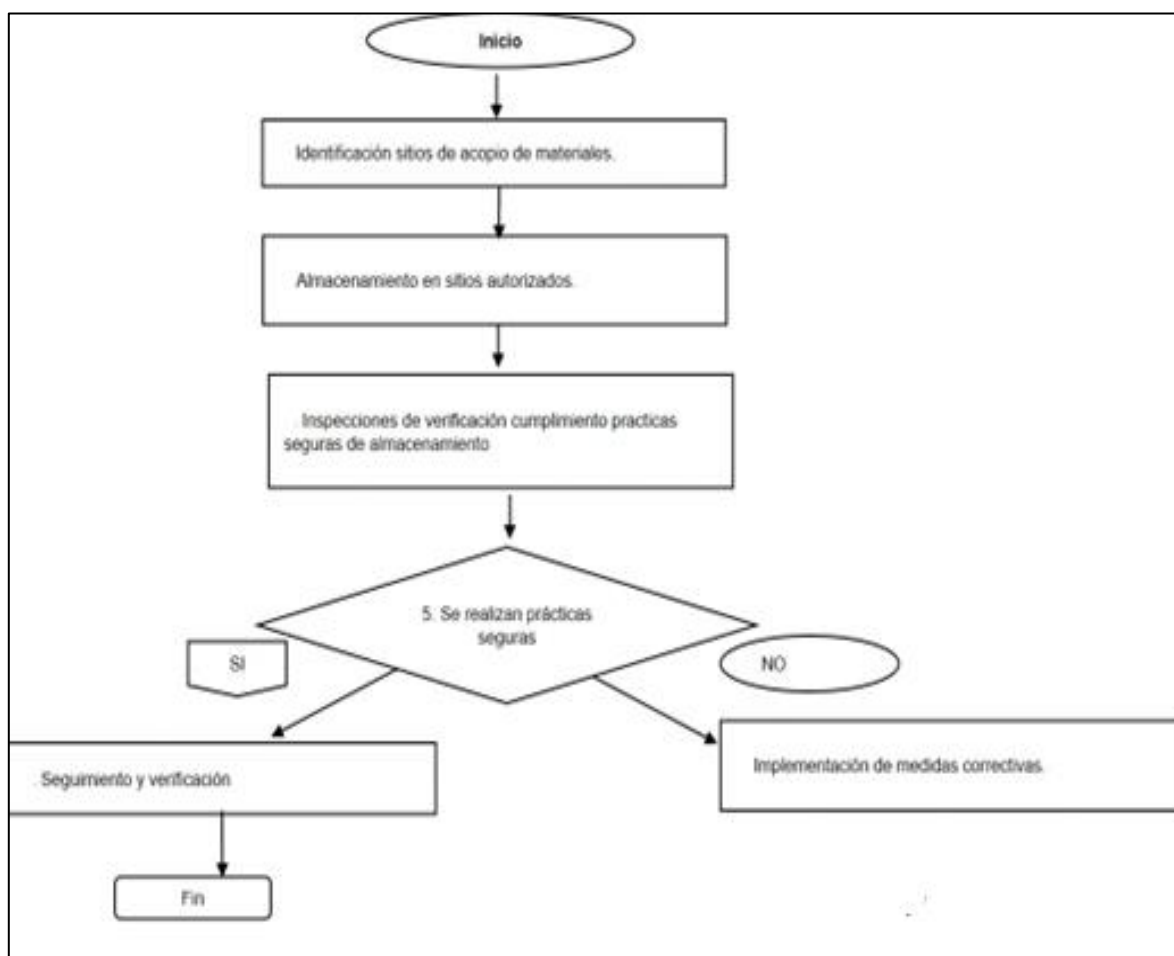 Inicio
Identificación sitios de acopio de materiales.
Almacenamiento en sitios autorizados.
. Inspecciones de verificación cumplimiento practicas
seguras de almacenamiento
5. Se realizan prácticas
seguras
SI
NO
. Seguimiento y verificación
Implementación de medidas correctivas.
Fin